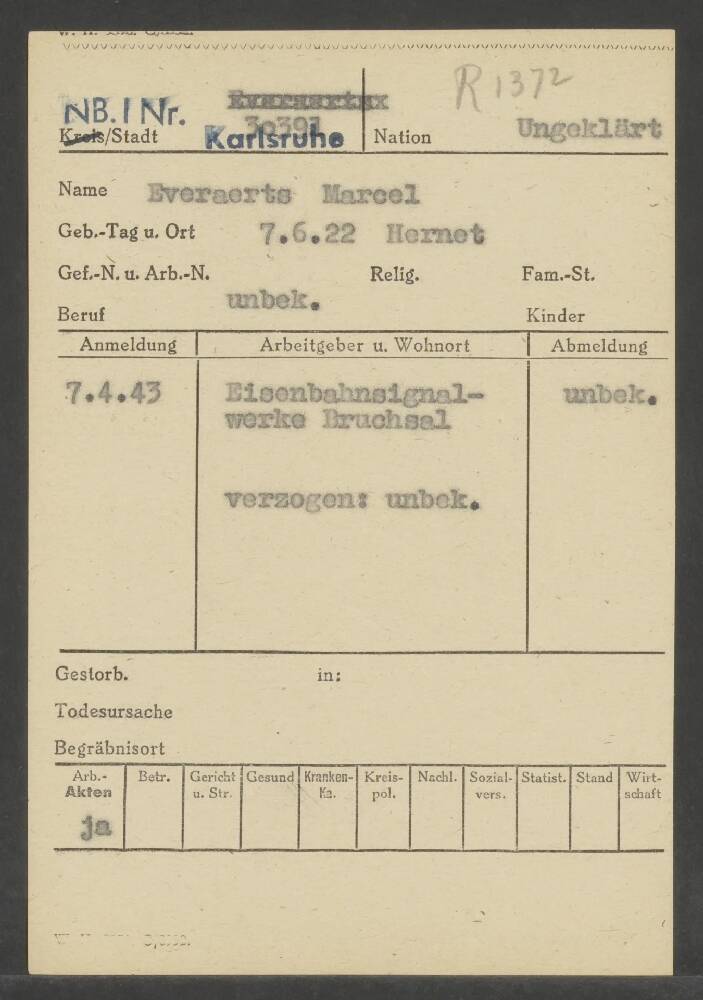 R 1372
NB.I Nr. 30391
Kreis/Stadt Karlsruhe Nation Ungeklärt
Name Everaerts Marcel
Geb.-Tag u. Ort 7.6.22 Hernet
Gef.-N. u. Arb.-N. Relig. Fam.-St.
unbek.
Beruf Kinder
Anmeldung Arbeitgeber u. Wohnort Abmeldung
7.4.43 Eisenbahnsignal- unbek.
werke Bruchsal
verzogen: unbek.
Gestorb. in:
Todesursache
Begräbnisort
Arb.- Betr. Gericht Gesund Kranken- Kreis- Nachl. Sozial- Statist. Stand Wirt-
Akten u. Str. Ka. pol. vers. schaft
ja